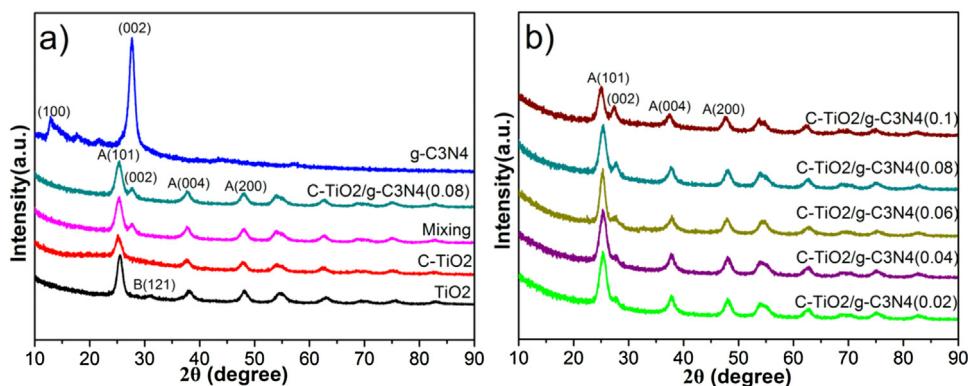 a)
(002)
(100)
g-C3N4
A(101)
(002)
A(004)
A(200)
C-TiO2/g-C3N4(0.08)
Mixing
C-TiO2
B(121)
TiO2
Intensity(a.u.)
10 20 30 40 50 60 70 80 90
2θ (degree)
b)
A(101)
(002)
A(004)
A(200)
C-TiO2/g-C3N4(0.1)
C-TiO2/g-C3N4(0.08)
C-TiO2/g-C3N4(0.06)
C-TiO2/g-C3N4(0.04)
C-TiO2/g-C3N4(0.02)
Intensity(a.u.)
10 20 30 40 50 60 70 80 90
2θ (degree)